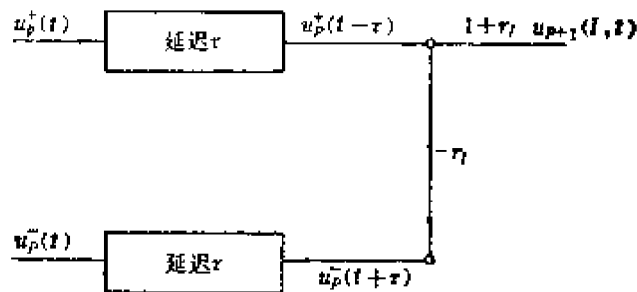 u_p^+(t)
延迟τ
u_p^+(t−τ)
1+r_l u_{p+1}(l,t)
−r_l
u_p^-(t)
延迟τ
u_p^-(t+τ)